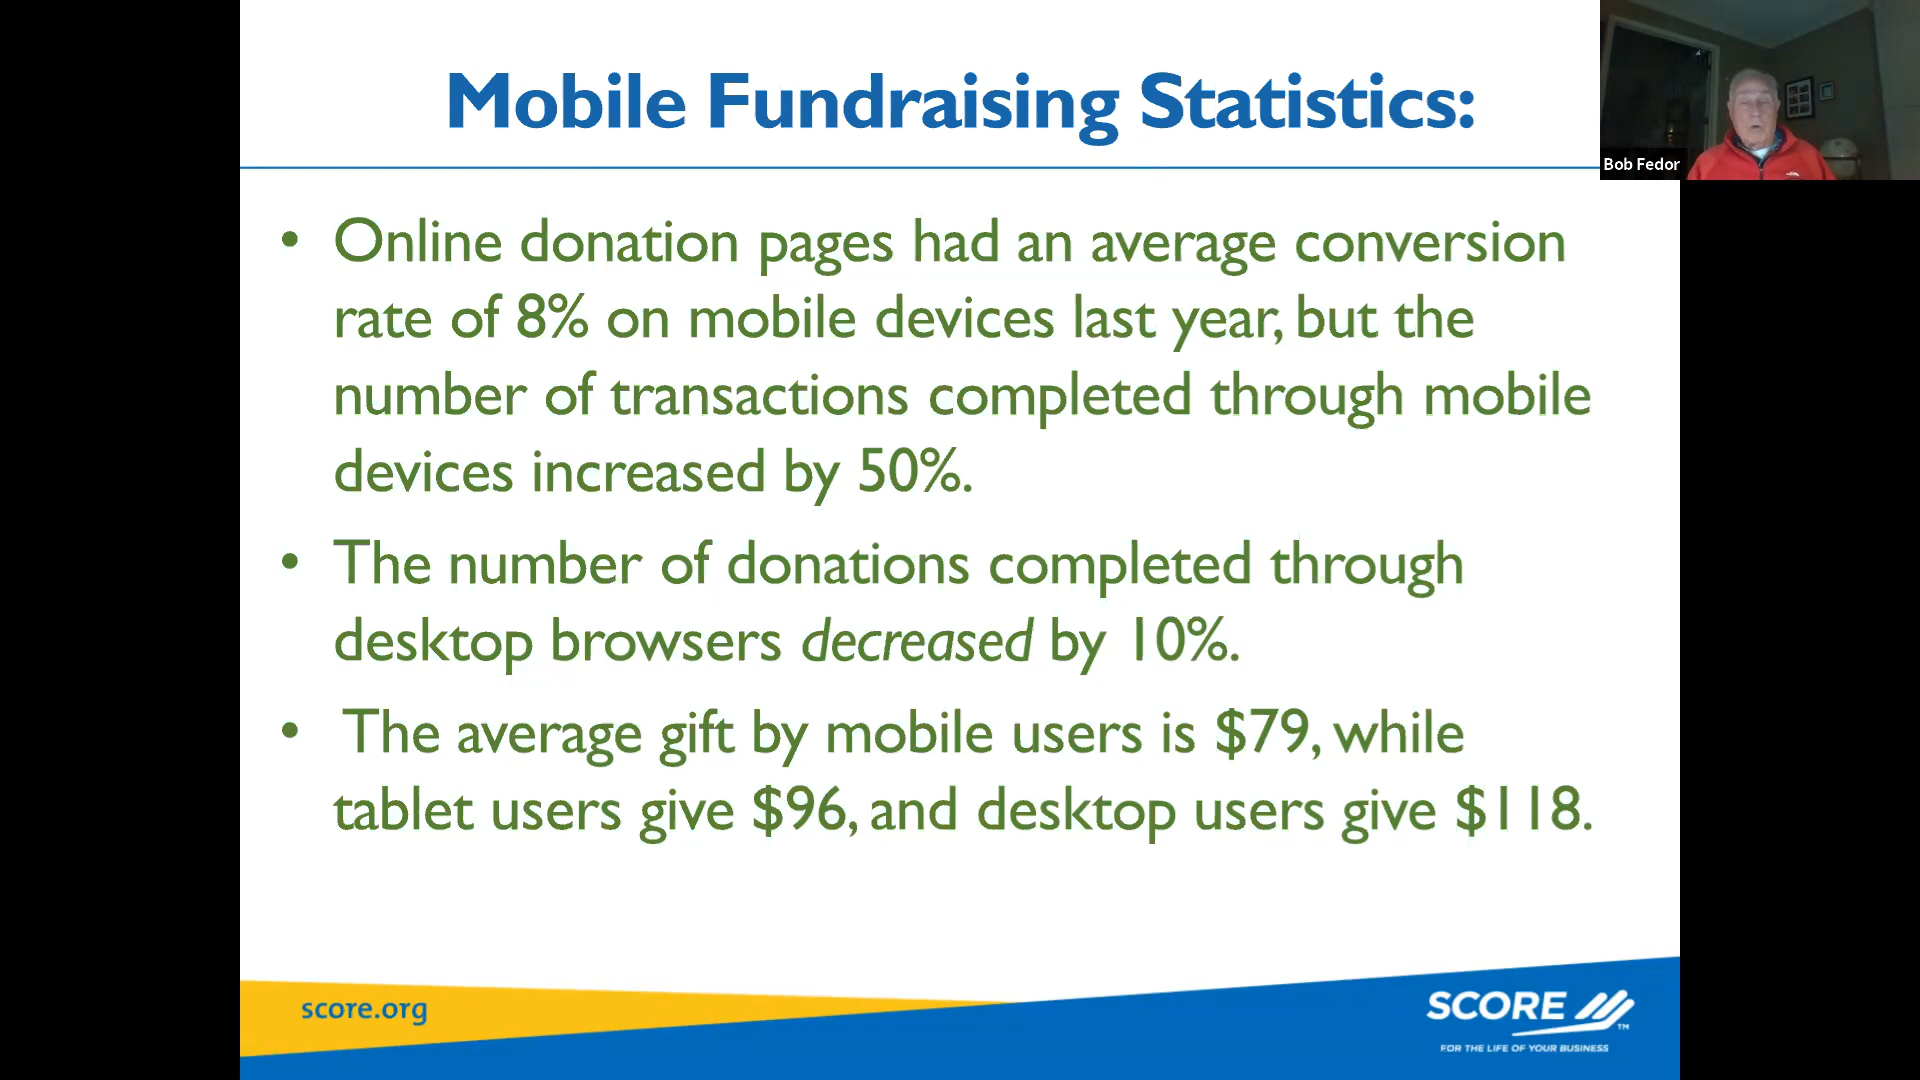 Mobile Fundraising Statistics:
Bob Fedor
• Online donation pages had an average conversion
rate of 8% on mobile devices last year, but the
number of transactions completed through mobile
devices increased by 50%.
• The number of donations completed through
desktop browsers decreased by 10%.
• The average gift by mobile users is $79, while
tablet users give $96, and desktop users give $118.
score.org
SCORE
TM
FOR THE LIFE OF YOUR BUSINESS